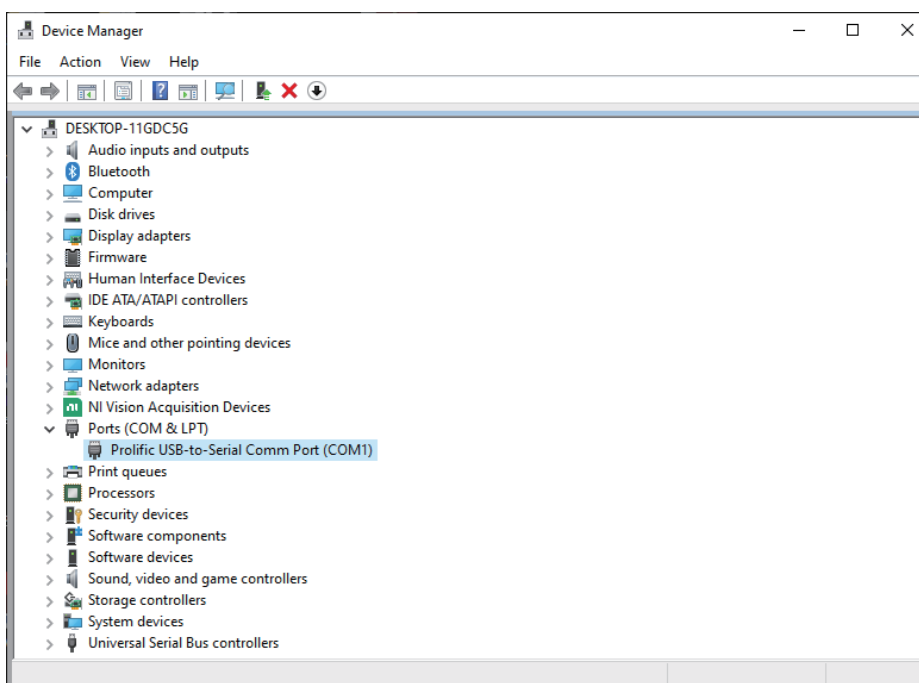 Device Manager
File Action View Help
DESKTOP-11GDC5G
Audio inputs and outputs
Bluetooth
Computer
Disk drives
Display adapters
Firmware
Human Interface Devices
IDE ATA/ATAPI controllers
Keyboards
Mice and other pointing devices
Monitors
Network adapters
NI Vision Acquisition Devices
Ports (COM & LPT)
Prolific USB-to-Serial Comm Port (COM1)
Print queues
Processors
Security devices
Software components
Software devices
Sound, video and game controllers
Storage controllers
System devices
Universal Serial Bus controllers